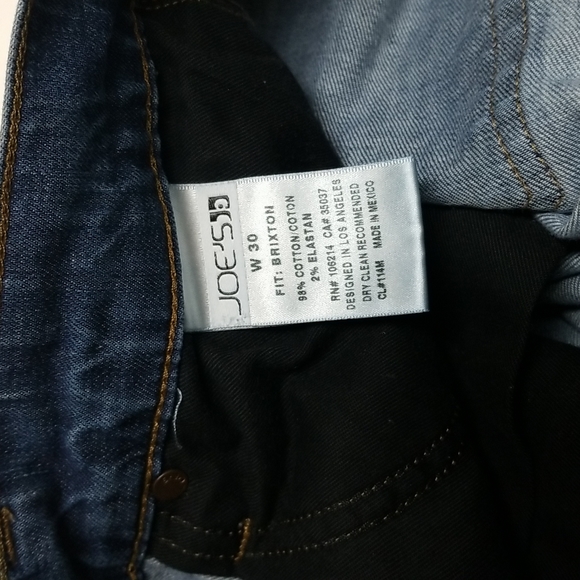 JOE'S
W 30
FIT: BRIXTON
98% COTTON/COTON
2% ELASTAN
RN# 106214 CA# 35037
DESIGNED IN LOS ANGELES
DRY CLEAN RECOMMENDED
CL#114M MADE IN MEXICO